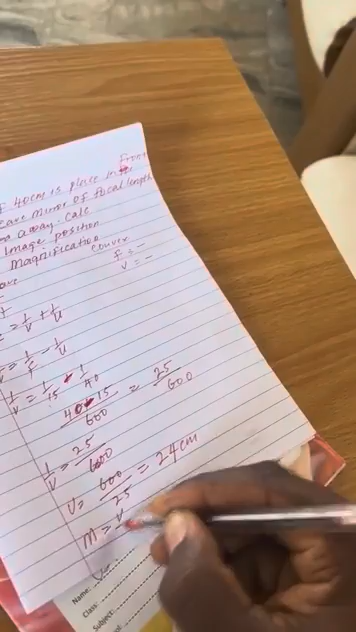 F 40cm is place in front
cave mirror of focal length
away. Calc
Image position
Magnification
convex
f = -
v = -
= 1/v + 1/u
= 1/f - 1/u
1/v = 1/15 - 1/40
40 - 15 / 600 = 25/600
1/v = 25/600
v = 600/25 = 24cm
M = v
Name:
Class:
Subject: